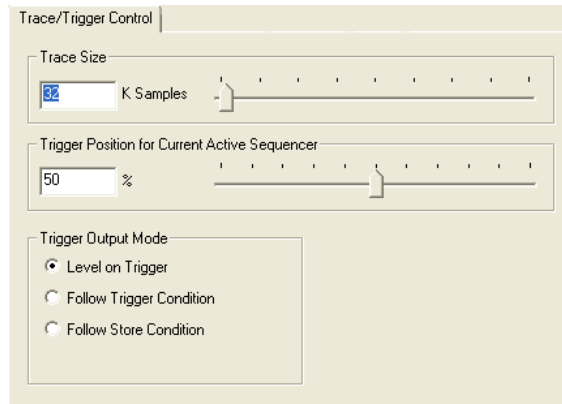 Trace/Trigger Control
Trace Size
32 K Samples
Trigger Position for Current Active Sequencer
50 %
Trigger Output Mode
Level on Trigger
Follow Trigger Condition
Follow Store Condition